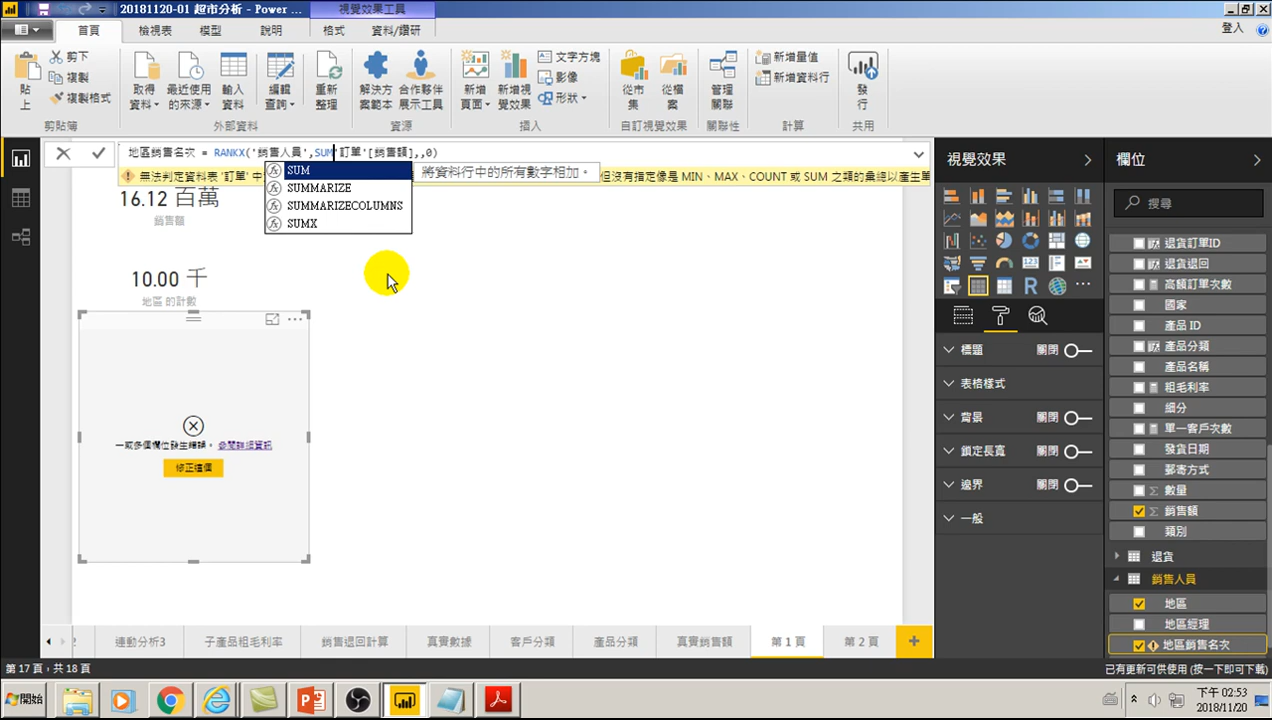 20181120-01 超市分析 - Power ...
視覺效果工具
首頁
檢視表
模型
說明
格式
資料/鑽研
登入
貼上
剪下
複製
複製格式
剪貼簿
取得資料
最近使用的來源
輸入資料
編輯查詢
重新整理
外部資料
解決方案範本
合作夥伴展示工具
資源
新增頁面
新增視覺效果
文字方塊
影像
形狀
插入
從市集
從檔案
自訂視覺效果
管理關聯
關聯性
新增量值
新增資料行
計算
發行
共用
地區銷售名次 = RANKX('銷售人員',SUM'訂單'[銷售額],,0)
無法判定資料表 '訂單' 中
但沒有指定像是 MIN、MAX、COUNT 或 SUM 之類的彙總以產生單
SUM
將資料行中的所有數字相加。
SUMMARIZE
SUMMARIZECOLUMNS
SUMX
16.12 百萬
銷售額
10.00 千
地區 的計數
一或多個欄位發生錯誤。 參閱詳細資訊
修正這個
視覺效果
標題 關閉
表格樣式
背景 關閉
鎖定長寬 關閉
邊界 關閉
一般
欄位
搜尋
退貨訂單ID
退貨退回
高額訂單次數
國家
產品 ID
產品分類
產品名稱
粗毛利率
細分
單一客戶次數
發貨日期
郵寄方式
數量
銷售額
類別
退貨
銷售人員
地區
地區經理
地區銷售名次
連動分析3
子產品粗毛利率
銷售退回計算
真實數據
客戶分類
產品分類
真實銷售額
第 1 頁
第 2 頁
第 17 頁，共 18 頁
已有更新可供使用 (按一下即可下載)
開始
下午 02:53
2018/11/20